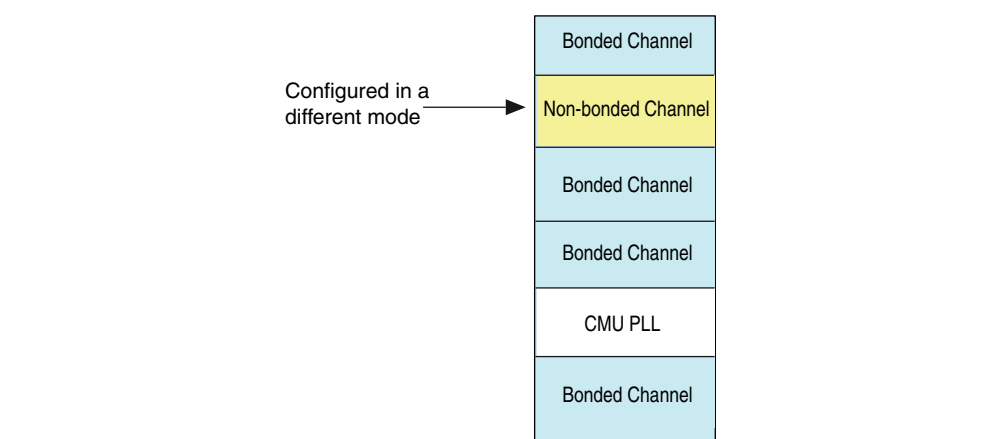 Bonded Channel
Configured in a
different mode
Non-bonded Channel
Bonded Channel
Bonded Channel
CMU PLL
Bonded Channel